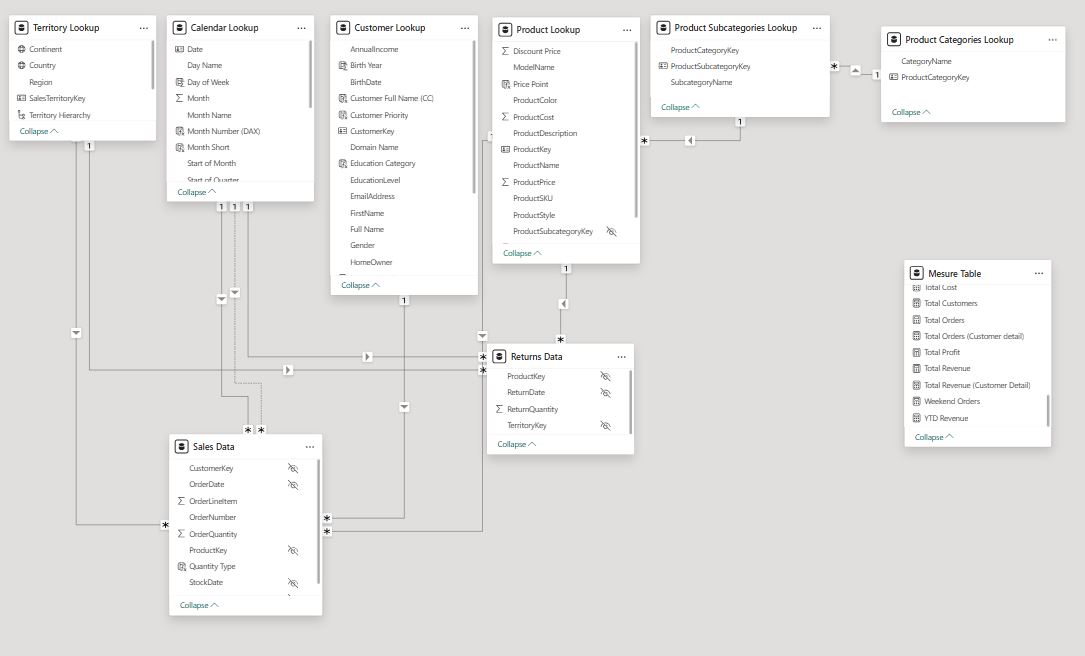 Territory Lookup
Continent
Country
Region
SalesTerritoryKey
Territory Hierarchy
Collapse
Calendar Lookup
Date
Day Name
Day of Week
Month
Month Name
Month Number (DAX)
Month Short
Start of Month
Start of Quarter
Collapse
Customer Lookup
AnnualIncome
Birth Year
BirthDate
Customer Full Name (CC)
Customer Priority
CustomerKey
Domain Name
Education Category
EducationLevel
EmailAddress
FirstName
Full Name
Gender
HomeOwner
Collapse
Product Lookup
Discount Price
ModelName
Price Point
ProductColor
ProductCost
ProductDescription
ProductKey
ProductName
ProductPrice
ProductSKU
ProductStyle
ProductSubcategoryKey
Collapse
Product Subcategories Lookup
ProductCategoryKey
ProductSubcategoryKey
SubcategoryName
Collapse
Product Categories Lookup
CategoryName
ProductCategoryKey
Collapse
Mesure Table
Total Cost
Total Customers
Total Orders
Total Orders (Customer detail)
Total Profit
Total Revenue
Total Revenue (Customer Detail)
Weekend Orders
YTD Revenue
Collapse
Returns Data
ProductKey
ReturnDate
ReturnQuantity
TerritoryKey
Collapse
Sales Data
CustomerKey
OrderDate
OrderLineItem
OrderNumber
OrderQuantity
ProductKey
Quantity Type
StockDate
Collapse
1
1
1
1
1
1
1
1
*
*
*
*
*
*
*
*
*
*